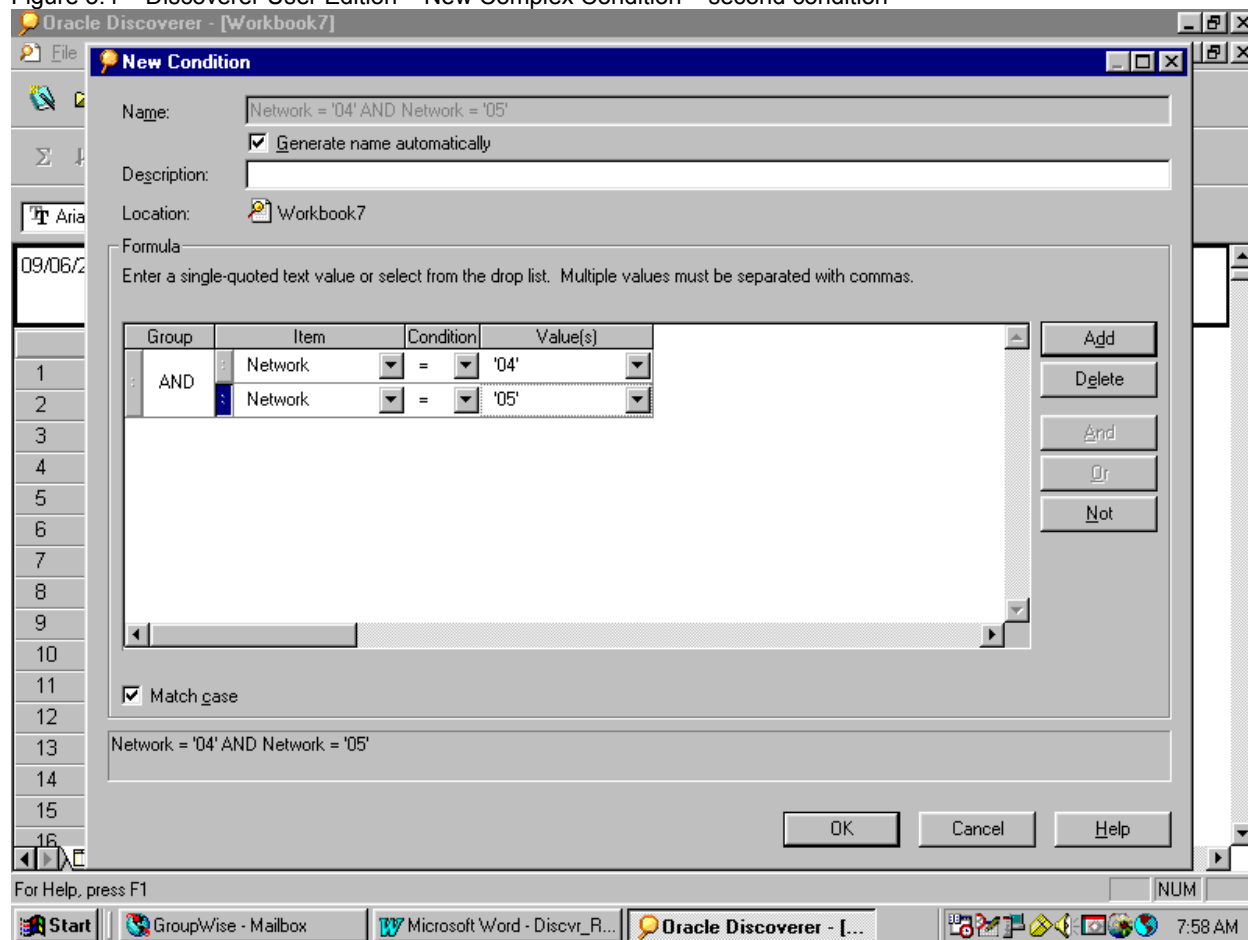 Oracle Discoverer - [Workbook7]
File
New Condition
Name: Network = '04' AND Network = '05'
Generate name automatically
Description:
Aria
Location: Workbook7
Formula
09/06/2
Enter a single-quoted text value or select from the drop list. Multiple values must be separated with commas.
Group Item Condition Value(s)
AND
Network = '04'
Network = '05'
Add
Delete
And
Or
Not
1
2
3
4
5
6
7
8
9
10
11
12
13
14
15
16
Match case
Network = '04' AND Network = '05'
OK Cancel Help
For Help, press F1
NUM
Start GroupWise - Mailbox Microsoft Word - Discvr_R... Oracle Discoverer - [... 7:58 AM